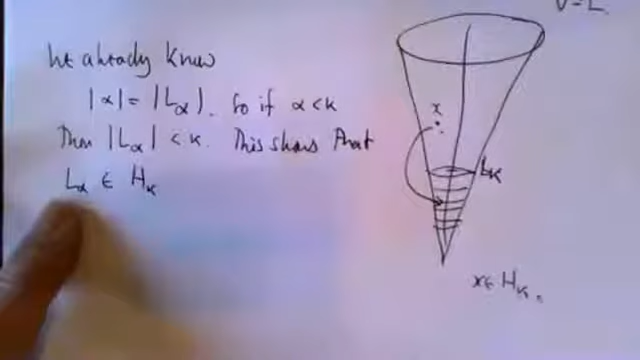 We already know
|α| = |Lα|. So if α < κ
Then |Lα| < κ. This shows that
Lα ∈ Hκ
V = L
x
Lκ
x ∈ Hκ.